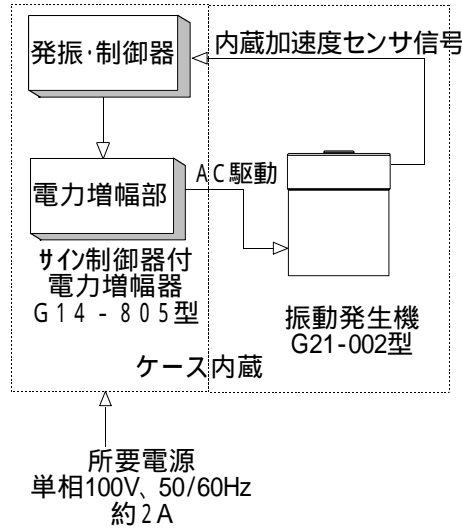 発振・制御器
内蔵加速度センサ信号
電力増幅部
AC駆動
サイン制御器付
電力増幅器
G14-805型
振動発生機
G21-002型
ケース内蔵
所要電源
単相100V、50/60Hz
約2A